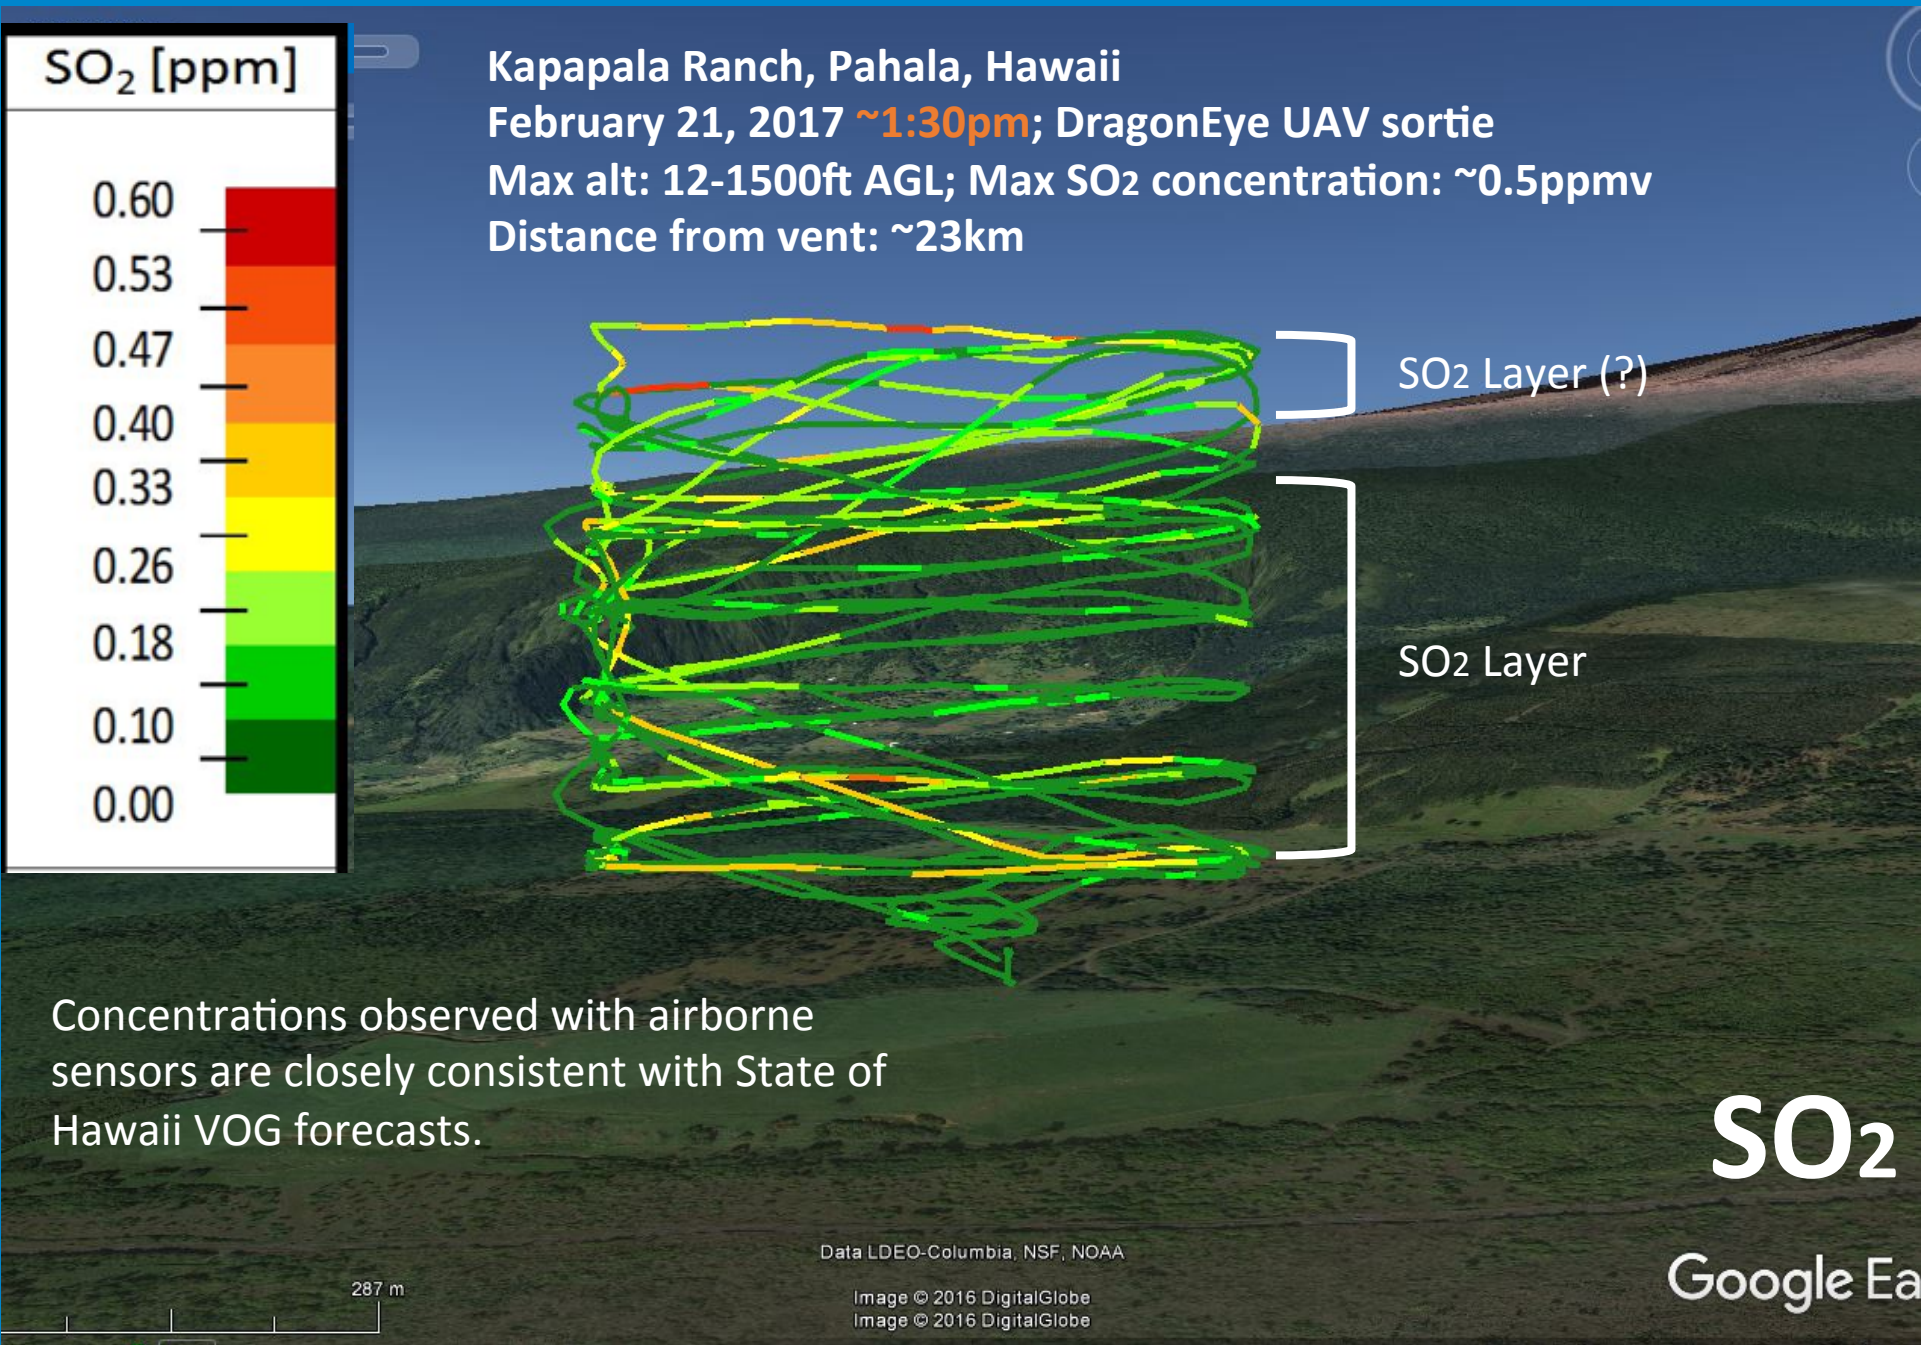 SO₂ [ppm]
0.60
0.53
0.47
0.40
0.33
0.26
0.18
0.10
0.00
Kapapala Ranch, Pahala, Hawaii
February 21, 2017 ~1:30pm; DragonEye UAV sortie
Max alt: 12-1500ft AGL; Max SO2 concentration: ~0.5ppmv
Distance from vent: ~23km
SO2 Layer (?)
SO2 Layer
Concentrations observed with airborne
sensors are closely consistent with State of
Hawaii VOG forecasts.
SO2
Data LDEO-Columbia, NSF, NOAA
287 m
Image © 2016 DigitalGlobe
Image © 2016 DigitalGlobe
Google Ea